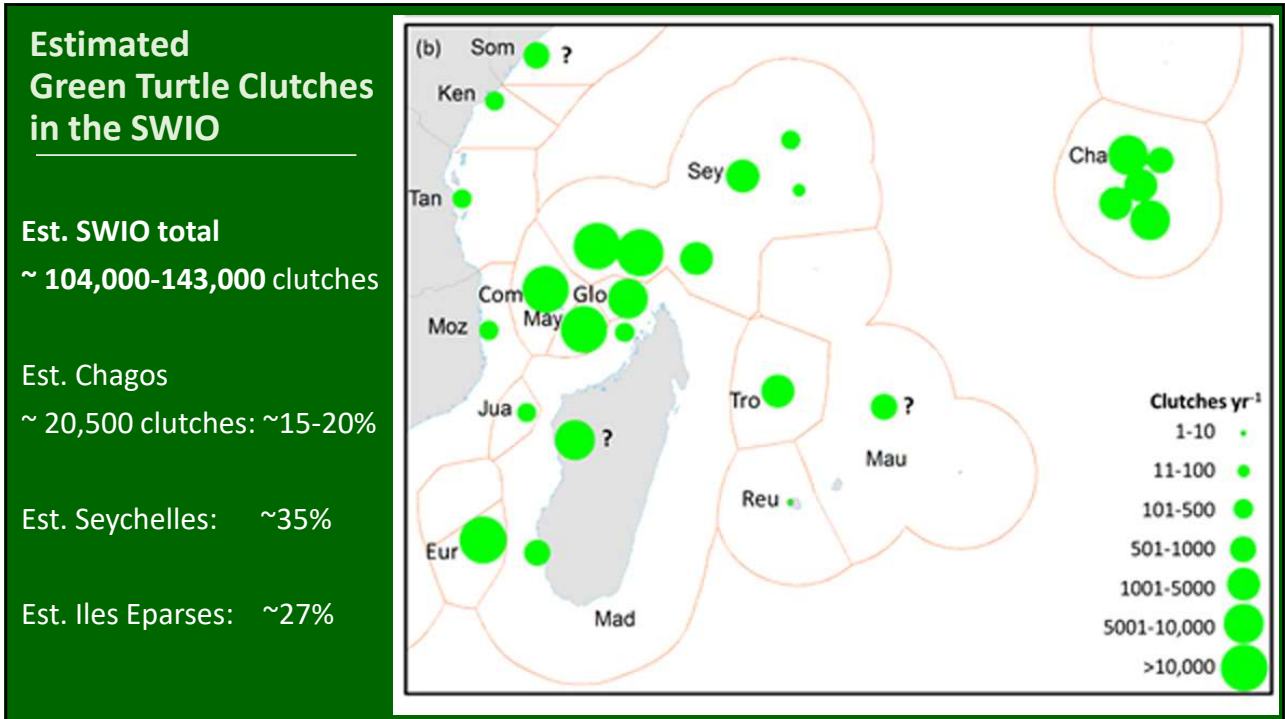 Estimated
Green Turtle Clutches
in the SWIO
Est. SWIO total
~ 104,000-143,000 clutches
Est. Chagos
~ 20,500 clutches: ~15-20%
Est. Seychelles: ~35%
Est. Iles Eparses: ~27%
(b)
Som ?
Ken
Tan
Sey
Cha
Com
Glo
May
Moz
Jua
?
Tro
?
Mau
Reu
Eur
Mad
Clutches yr⁻¹
1-10
11-100
101-500
501-1000
1001-5000
5001-10,000
>10,000